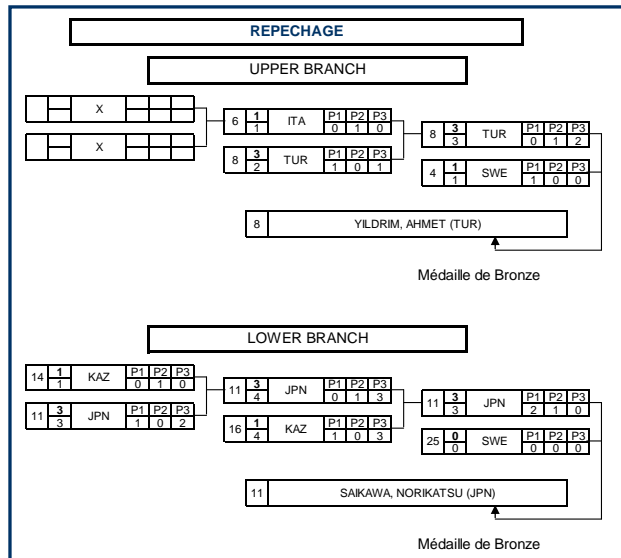 REPECHAGE
UPPER BRANCH
X
X
6 1 1 ITA P1 P2 P3 0 1 0
8 3 2 TUR P1 P2 P3 1 0 1
8 3 3 TUR P1 P2 P3 0 1 2
4 1 1 SWE P1 P2 P3 1 0 0
8 YILDRIM, AHMET (TUR)
Médaille de Bronze
LOWER BRANCH
14 1 1 KAZ P1 P2 P3 0 1 0
11 3 3 JPN P1 P2 P3 1 0 2
11 3 4 JPN P1 P2 P3 0 1 3
16 1 4 KAZ P1 P2 P3 1 0 3
11 3 3 JPN P1 P2 P3 2 1 0
25 0 0 SWE P1 P2 P3 0 0 0
11 SAIKAWA, NORIKATSU (JPN)
Médaille de Bronze